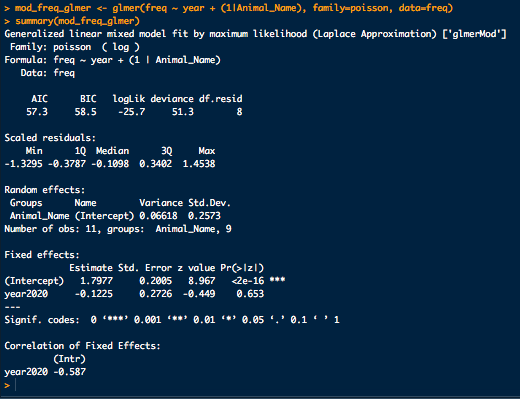 > mod_freq_glmer <- glmer(freq ~ year + (1|Animal_Name), family=poisson, data=freq)
> summary(mod_freq_glmer)
Generalized linear mixed model fit by maximum likelihood (Laplace Approximation) ['glmerMod']
 Family: poisson  ( log )
Formula: freq ~ year + (1 | Animal_Name)
   Data: freq

     AIC      BIC   logLik deviance df.resid
    57.3     58.5    -25.7     51.3        8

Scaled residuals:
    Min      1Q  Median      3Q     Max
-1.3295 -0.3787 -0.1098  0.3402  1.4538

Random effects:
 Groups      Name        Variance Std.Dev.
 Animal_Name (Intercept) 0.06618  0.2573
Number of obs: 11, groups:  Animal_Name, 9

Fixed effects:
            Estimate Std. Error z value Pr(>|z|)
(Intercept)   1.7977     0.2005   8.967   <2e-16 ***
year2020     -0.1225     0.2726  -0.449    0.653
---
Signif. codes:  0 ‘***’ 0.001 ‘**’ 0.01 ‘*’ 0.05 ‘.’ 0.1 ‘ ’ 1

Correlation of Fixed Effects:
         (Intr)
year2020 -0.587
>